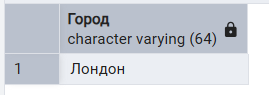 Город
character varying (64)
1 Лондон